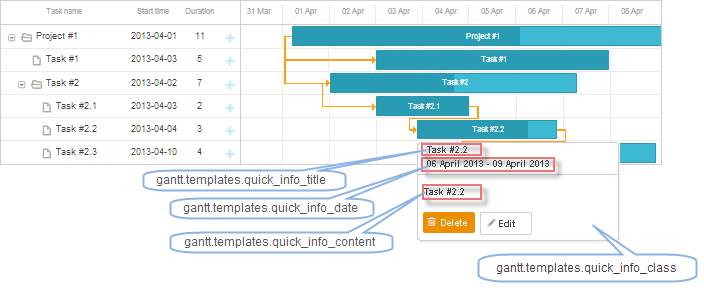 Task name Start time Duration 31 Mar 01 Apr 02 Apr 03 Apr 04 Apr 05 Apr 06 Apr 07 Apr 08 Apr
Project #1 2013-04-01 11 Project #1
Task #1 2013-04-03 5 Task #1
Task #2 2013-04-02 7 Task #2
Task #2.1 2013-04-03 2 Task #2.1
Task #2.2 2013-04-04 3 Task #2.2
Task #2.3 2013-04-10 4
Task #2.2
06 April 2013 - 09 April 2013
gantt.templates.quick_info_title
Task #2.2
gantt.templates.quick_info_date
Delete Edit
gantt.templates.quick_info_content
gantt.templates.quick_info_class